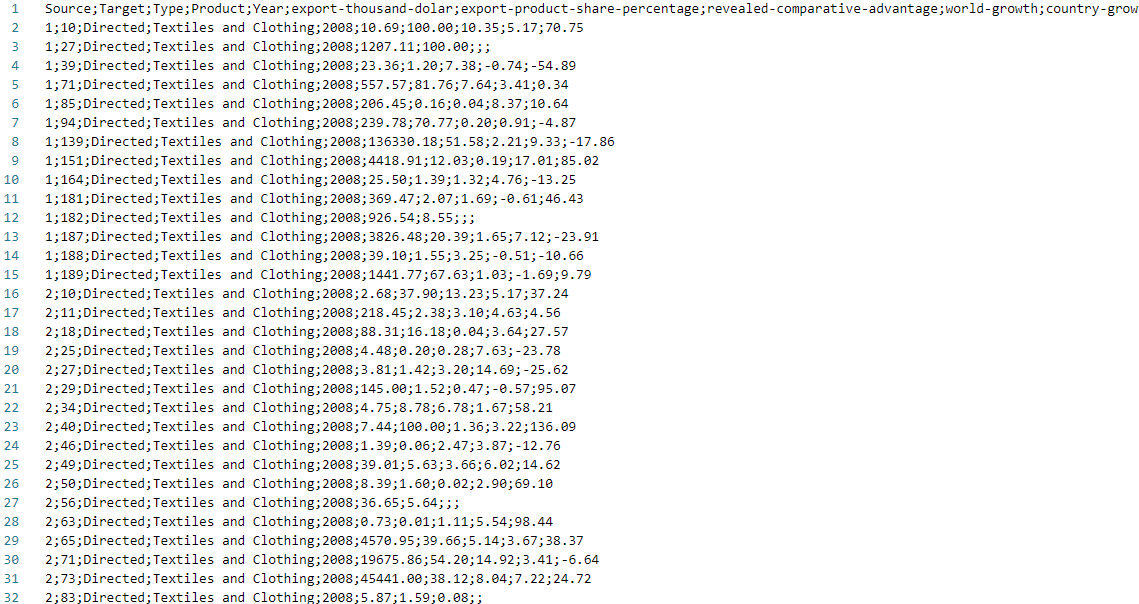 1 Source;Target;Type;Product;Year;export-thousand-dolar;export-product-share-percentage;revealed-comparative-advantage;world-growth;country-grow
2 1;10;Directed;Textiles and Clothing;2008;10.69;100.00;10.35;5.17;70.75
3 1;27;Directed;Textiles and Clothing;2008;1207.11;100.00;;;
4 1;39;Directed;Textiles and Clothing;2008;23.36;1.20;7.38;-0.74;-54.89
5 1;71;Directed;Textiles and Clothing;2008;557.57;81.76;7.64;3.41;0.34
6 1;85;Directed;Textiles and Clothing;2008;206.45;0.16;0.04;8.37;10.64
7 1;94;Directed;Textiles and Clothing;2008;239.78;70.77;0.20;0.91;-4.87
8 1;139;Directed;Textiles and Clothing;2008;136330.18;51.58;2.21;9.33;-17.86
9 1;151;Directed;Textiles and Clothing;2008;4418.91;12.03;0.19;17.01;85.02
10 1;164;Directed;Textiles and Clothing;2008;25.50;1.39;1.32;4.76;-13.25
11 1;181;Directed;Textiles and Clothing;2008;369.47;2.07;1.69;-0.61;46.43
12 1;182;Directed;Textiles and Clothing;2008;926.54;8.55;;;
13 1;187;Directed;Textiles and Clothing;2008;3826.48;20.39;1.65;7.12;-23.91
14 1;188;Directed;Textiles and Clothing;2008;39.10;1.55;3.25;-0.51;-10.66
15 1;189;Directed;Textiles and Clothing;2008;1441.77;67.63;1.03;-1.69;9.79
16 2;10;Directed;Textiles and Clothing;2008;2.68;37.90;13.23;5.17;37.24
17 2;11;Directed;Textiles and Clothing;2008;218.45;2.38;3.10;4.63;4.56
18 2;18;Directed;Textiles and Clothing;2008;88.31;16.18;0.04;3.64;27.57
19 2;25;Directed;Textiles and Clothing;2008;4.48;0.20;0.28;7.63;-23.78
20 2;27;Directed;Textiles and Clothing;2008;3.81;1.42;3.20;14.69;-25.62
21 2;29;Directed;Textiles and Clothing;2008;145.00;1.52;0.47;-0.57;95.07
22 2;34;Directed;Textiles and Clothing;2008;4.75;8.78;6.78;1.67;58.21
23 2;40;Directed;Textiles and Clothing;2008;7.44;100.00;1.36;3.22;136.09
24 2;46;Directed;Textiles and Clothing;2008;1.39;0.06;2.47;3.87;-12.76
25 2;49;Directed;Textiles and Clothing;2008;39.01;5.63;3.66;6.02;14.62
26 2;50;Directed;Textiles and Clothing;2008;8.39;1.60;0.02;2.90;69.10
27 2;56;Directed;Textiles and Clothing;2008;36.65;5.64;;;
28 2;63;Directed;Textiles and Clothing;2008;0.73;0.01;1.11;5.54;98.44
29 2;65;Directed;Textiles and Clothing;2008;4570.95;39.66;5.14;3.67;38.37
30 2;71;Directed;Textiles and Clothing;2008;19675.86;54.20;14.92;3.41;-6.64
31 2;73;Directed;Textiles and Clothing;2008;45441.00;38.12;8.04;7.22;24.72
32 2;83;Directed;Textiles and Clothing;2008;5.87;1.59;0.08;;